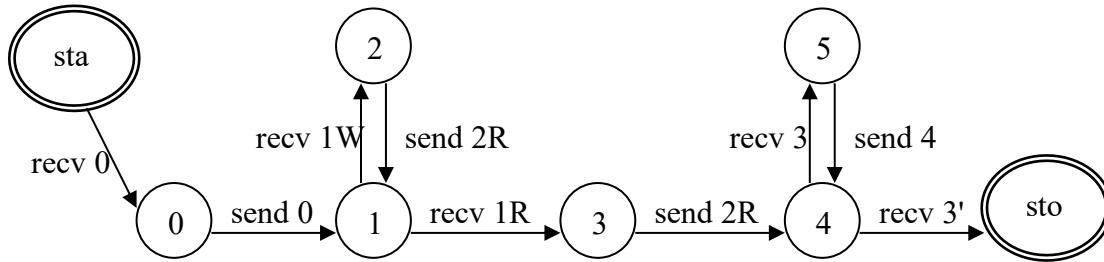 sta
2
5
recv 1W
send 2R
recv 3
send 4
recv 0
0
send 0
1
recv 1R
3
send 2R
4
recv 3'
sto